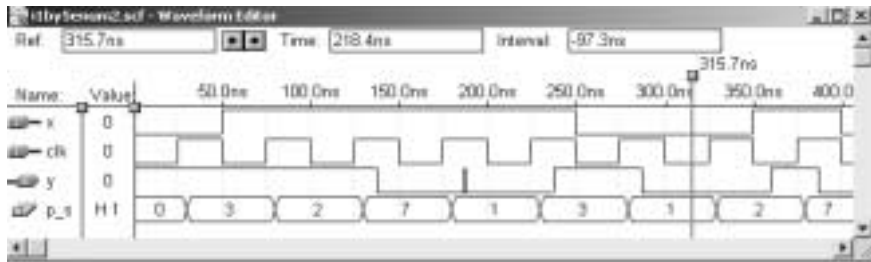 - Waveform Editor
Ref: 315.7ns Time: 218.4ns Interval: -97.3ns
315.7ns
Name: Value: 50.0ns 100.0ns 150.0ns 200.0ns 250.0ns 300.0ns 350.0ns 400.0
x 0
clk 0
y 0
p_s H 1 0 3 2 7 1 3 1 2 7